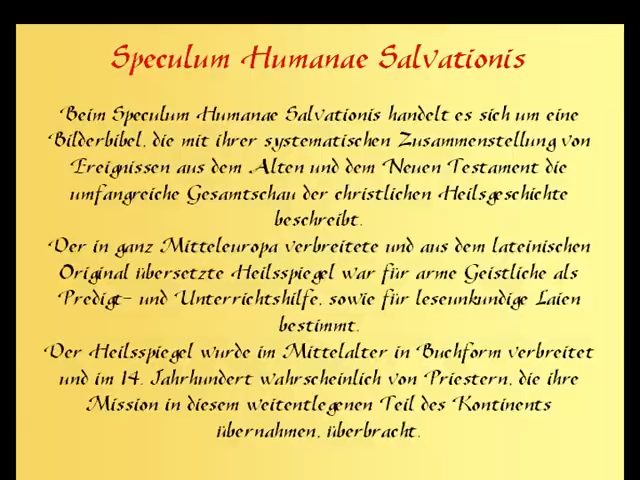 Speculum Humanae Salvationis
Beim Speculum Humanae Salvationis handelt es sich um eine
Bilderbibel, die mit ihrer systematischen Zusammenstellung von
Ereignissen aus dem Alten und dem Neuen Testament die
umfangreiche Gesamtschau der christlichen Heilsgeschichte
beschreibt.
Der in ganz Mitteleuropa verbreitete und aus dem lateinischen
Original übersetzte Heilsspiegel war für arme Geistliche als
Predigt- und Unterrichtshilfe, sowie für leseunkundige Laien
bestimmt.
Der Heilsspiegel wurde im Mittelalter in Buchform verbreitet
und im 14. Jahrhundert wahrscheinlich von Priestern, die ihre
Mission in diesem weitentlegenen Teil des Kontinents
übernahmen, überbracht.